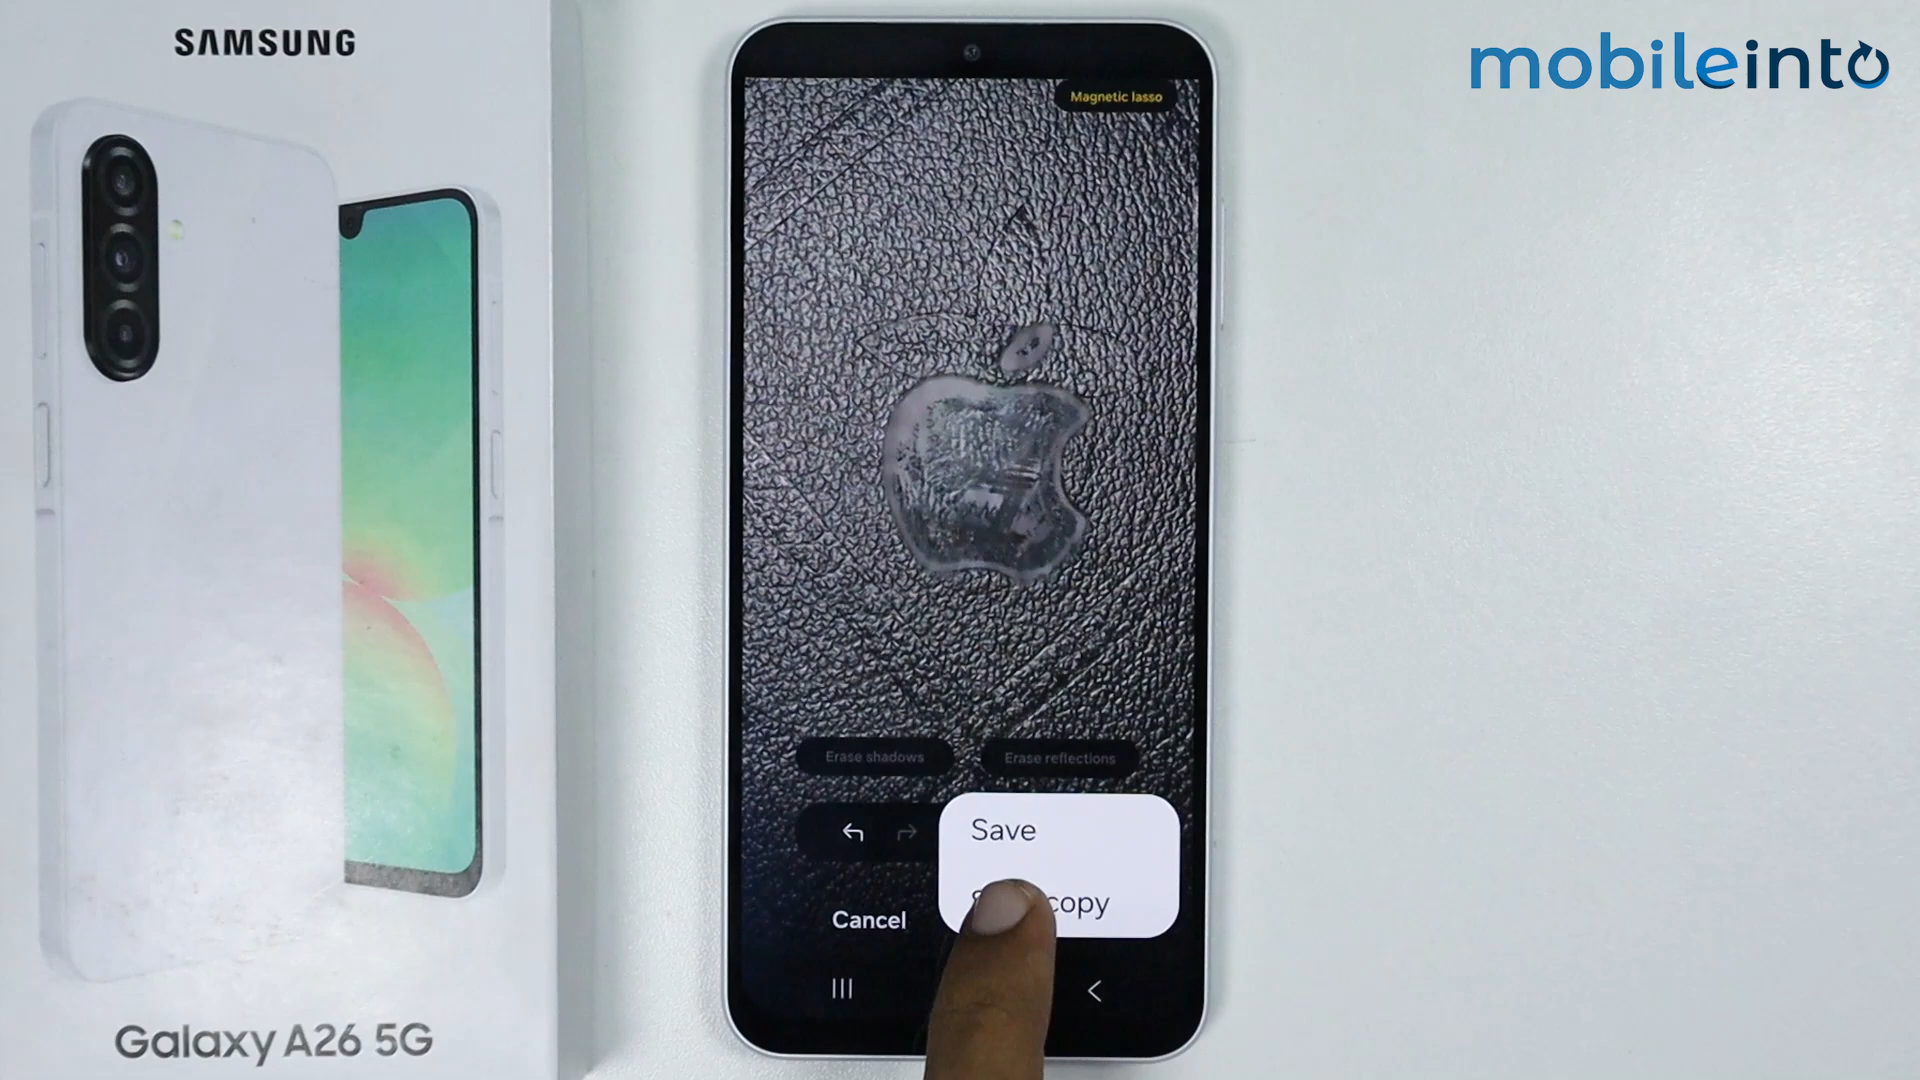 SAMSUNG
Galaxy A26 5G
mobileinto
Magnetic lasso
Erase shadows
Erase reflections
Save
copy
Cancel